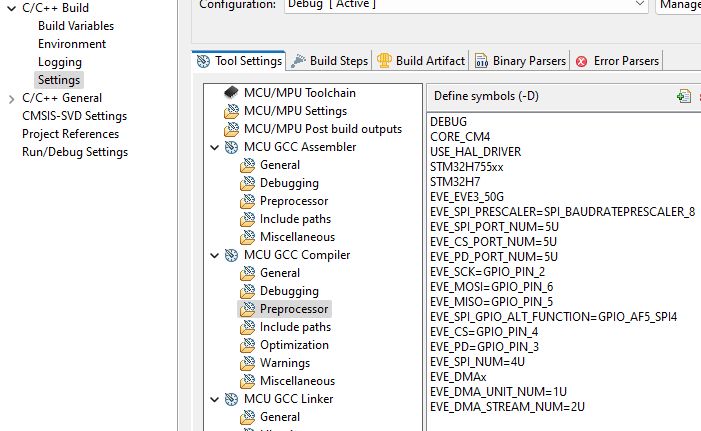 C/C++ Build
Build Variables
Environment
Logging
Settings
C/C++ General
CMSIS-SVD Settings
Project References
Run/Debug Settings
Configuration: Debug [ Active ] Manage
Tool Settings Build Steps Build Artifact Binary Parsers Error Parsers
MCU/MPU Toolchain
MCU/MPU Settings
MCU/MPU Post build outputs
MCU GCC Assembler
General
Debugging
Preprocessor
Include paths
Miscellaneous
MCU GCC Compiler
General
Debugging
Preprocessor
Include paths
Optimization
Warnings
Miscellaneous
MCU GCC Linker
General
Define symbols (-D)
DEBUG
CORE_CM4
USE_HAL_DRIVER
STM32H755xx
STM32H7
EVE_EVE3_50G
EVE_SPI_PRESCALER=SPI_BAUDRATEPRESCALER_8
EVE_SPI_PORT_NUM=5U
EVE_CS_PORT_NUM=5U
EVE_PD_PORT_NUM=5U
EVE_SCK=GPIO_PIN_2
EVE_MOSI=GPIO_PIN_6
EVE_MISO=GPIO_PIN_5
EVE_SPI_GPIO_ALT_FUNCTION=GPIO_AF5_SPI4
EVE_CS=GPIO_PIN_4
EVE_PD=GPIO_PIN_3
EVE_SPI_NUM=4U
EVE_DMAx
EVE_DMA_UNIT_NUM=1U
EVE_DMA_STREAM_NUM=2U